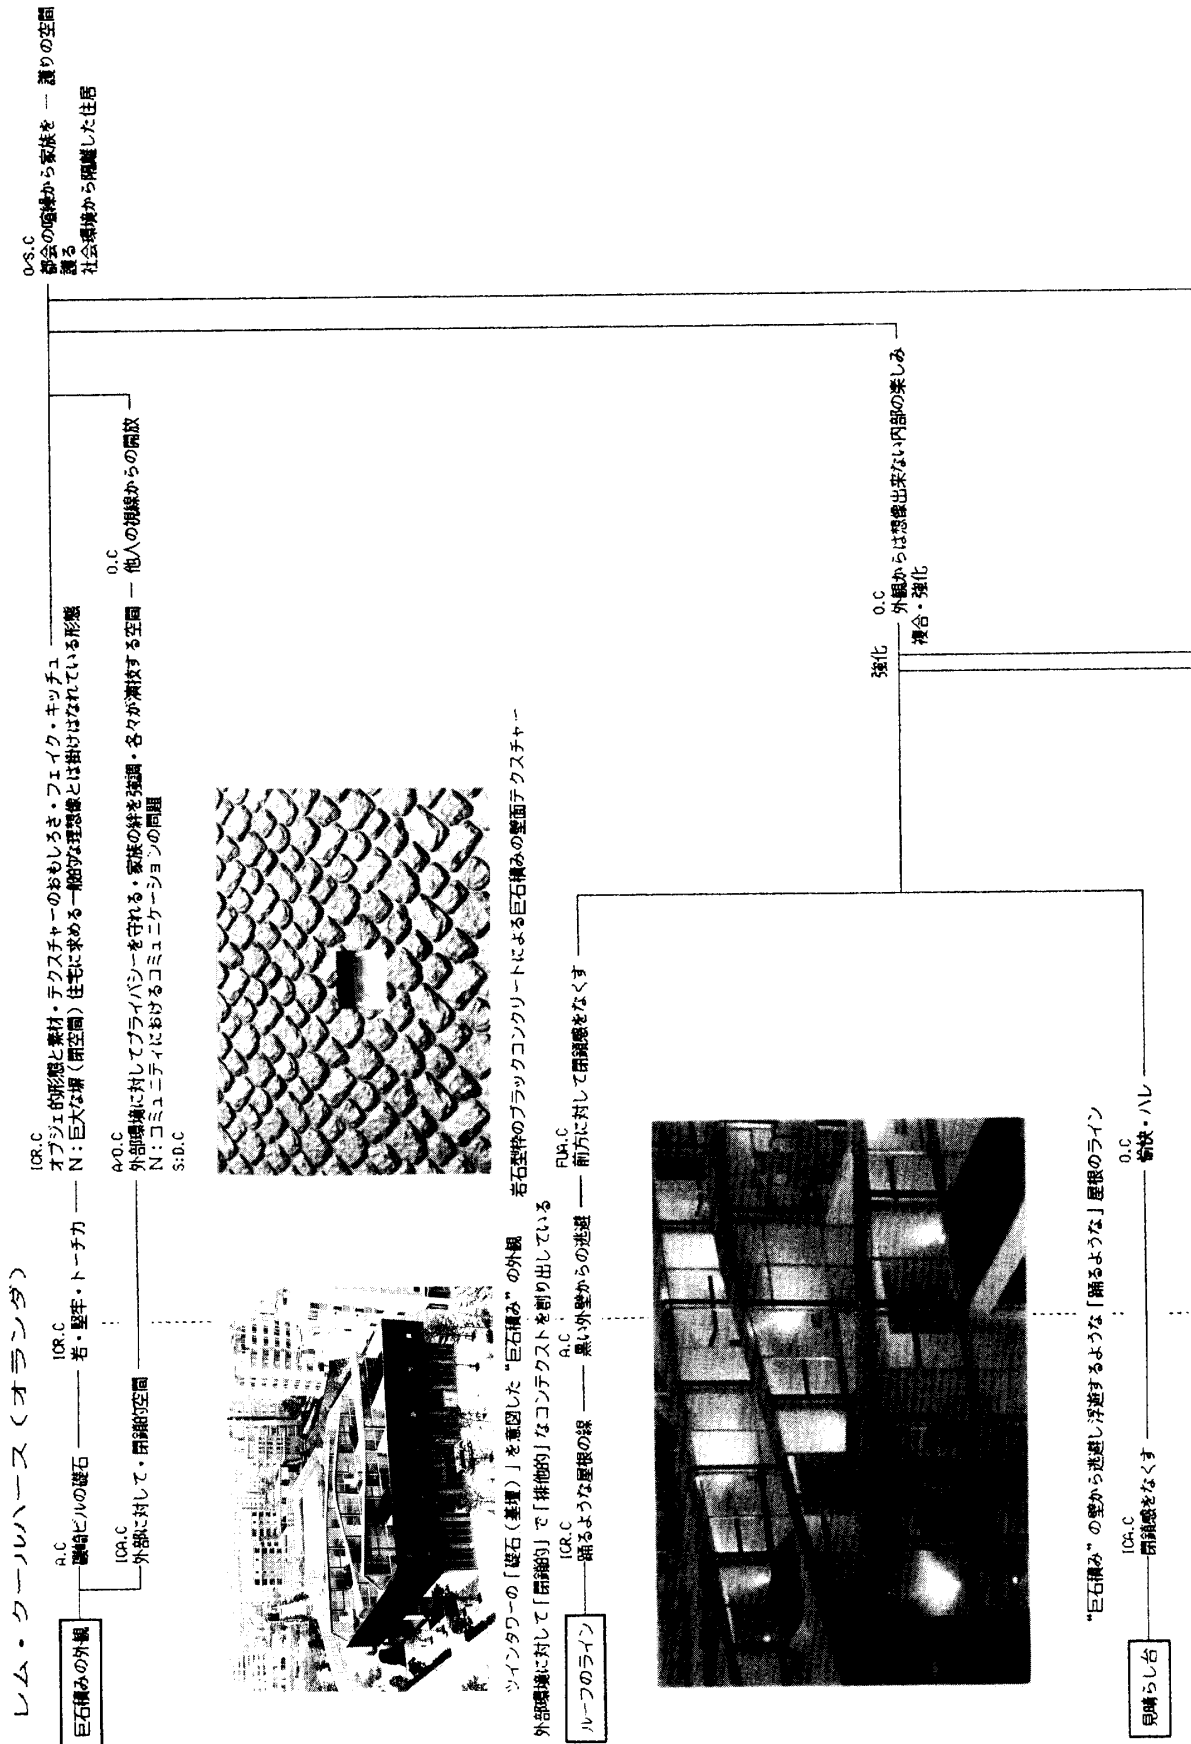 レム・クールハース(オランダ)
巨石積みの外観
A.C
磯崎ビルの礎石
ICR.C
岩・堅牢・トーチカ
ICR.C
オブジェ的形態と素材・テクスチャーのおもしろさ・フェイク・キッチュ
N:巨大な塀(閉空間)住宅に求める一般的な理想像とは掛けはなれている形態
O/S.C
都会の喧燥から家族を
護る
護りの空間
社会環境から隔離した住居
ICA.C
外部に対して・閉鎖的空間
A/O.C
外部環境に対してプライバシーを守れる・家族の絆を強調・各々が演技する空間
N:コミュニティにおけるコミュニケーションの問題
S:D.C
O.C
他人の視線からの開放
ツインタワーの「礎石(基壇)」を意図した“巨石積み”の外観
外部環境に対して「閉鎖的」で「排他的」なコンテクストを創り出している
岩石型枠のブラックコンクリートによる巨石積みの壁面テクスチャー
ルーフのライン
ICR.C
踊るような屋根の線
A.C
黒い外壁からの逃避
FUA.C
前方に対して閉鎖感をなくす
強化
O.C
外観からは想像出来ない内部の楽しみ
複合・強化
“巨石積み”の壁から逃避し浮遊するような「踊るような」屋根のライン
見晴らし台
ICA.C
閉鎖感をなくす
O.C
愉快・ハレ